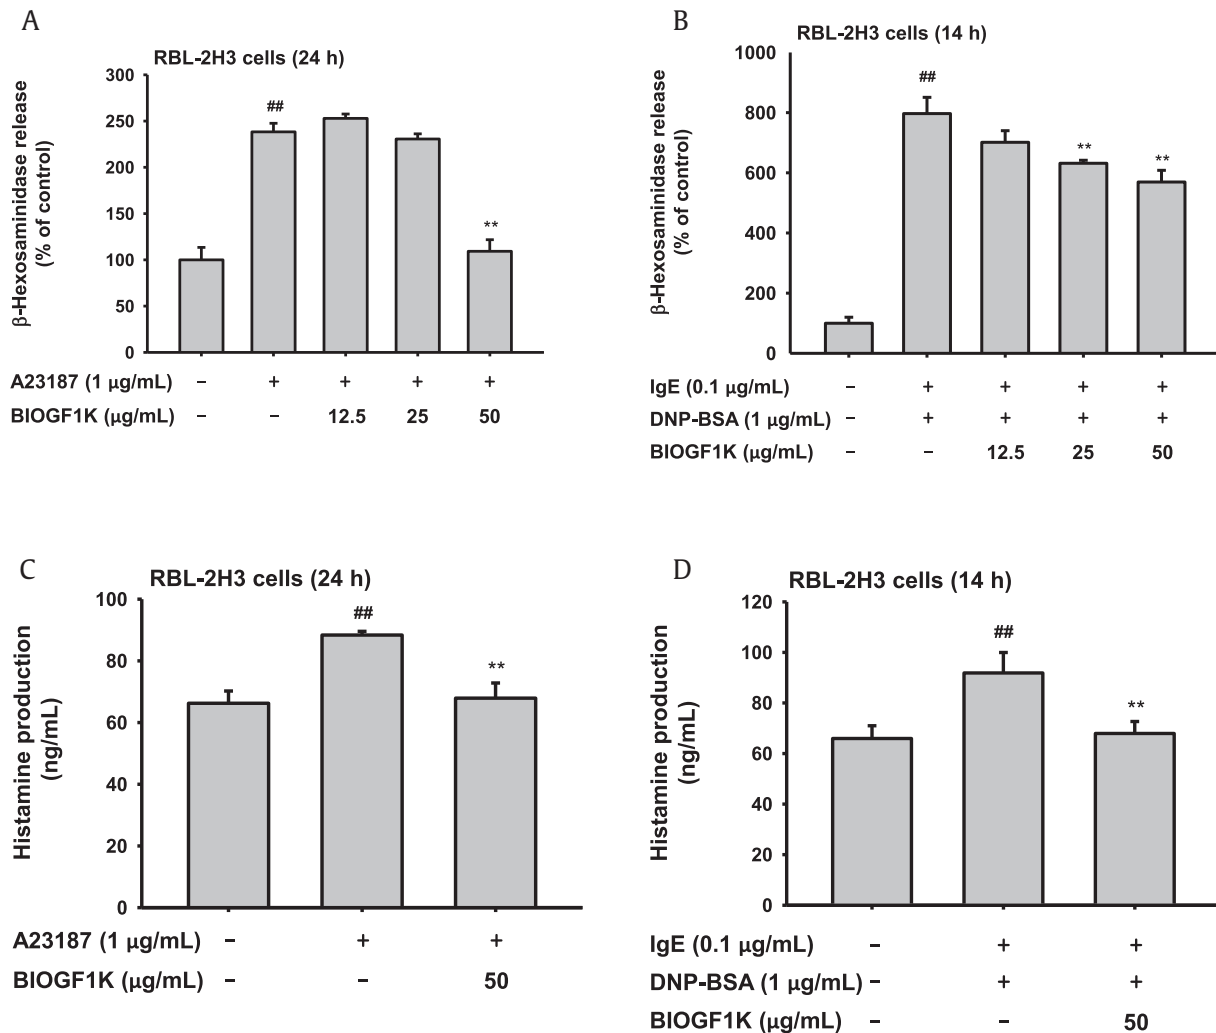 A
RBL-2H3 cells (24 h)
β-Hexosaminidase release
(% of control)
300
250
200
150
100
50
0
##
**
A23187 (1 μg/mL) – + + + +
BIOGF1K (μg/mL) – – 12.5 25 50
B
RBL-2H3 cells (14 h)
β-Hexosaminidase release
(% of control)
1000
800
600
400
200
0
##
**
**
IgE (0.1 μg/mL) – + + + +
DNP-BSA (1 μg/mL) – + + + +
BIOGF1K (μg/mL) – – 12.5 25 50
C
RBL-2H3 cells (24 h)
Histamine production
(ng/mL)
100
80
60
40
20
0
##
**
A23187 (1 μg/mL) – + +
BIOGF1K (μg/mL) – – 50
D
RBL-2H3 cells (14 h)
Histamine production
(ng/mL)
120
100
80
60
40
20
0
##
**
IgE (0.1 μg/mL) – + +
DNP-BSA (1 μg/mL) – + +
BIOGF1K (μg/mL) – – 50